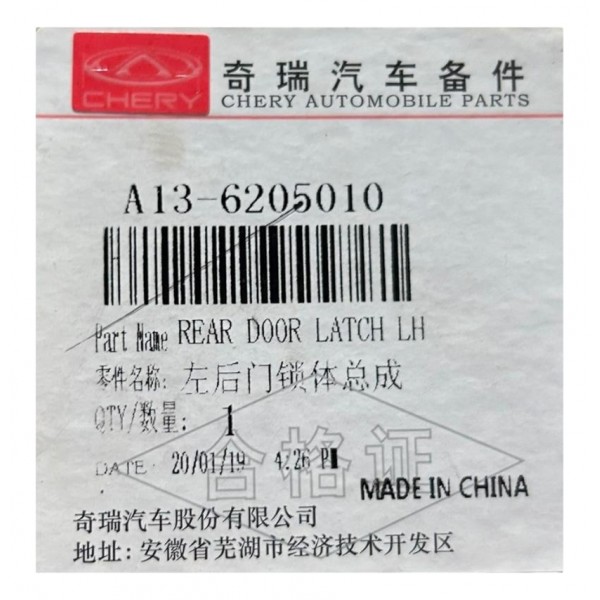 CHERY
奇瑞汽车备件
CHERY AUTOMOBILE PARTS
A13-6205010
Part Name REAR DOOR LATCH LH
零件名称: 左后门锁体总成
QTY/数量: 1
合格证
DATE: 20/01/19 4:26 P
MADE IN CHINA
奇瑞汽车股份有限公司
地址: 安徽省芜湖市经济技术开发区